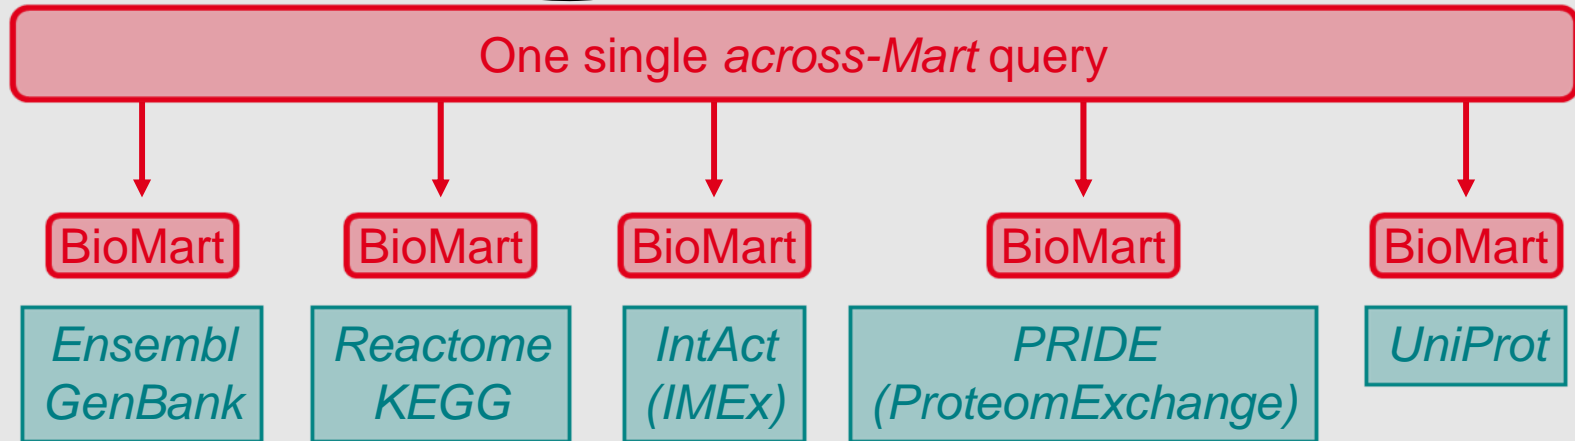 One single across-Mart query
BioMart BioMart BioMart BioMart BioMart
Ensembl
GenBank
Reactome
KEGG
IntAct
(IMEx)
PRIDE
(ProteomExchange)
UniProt